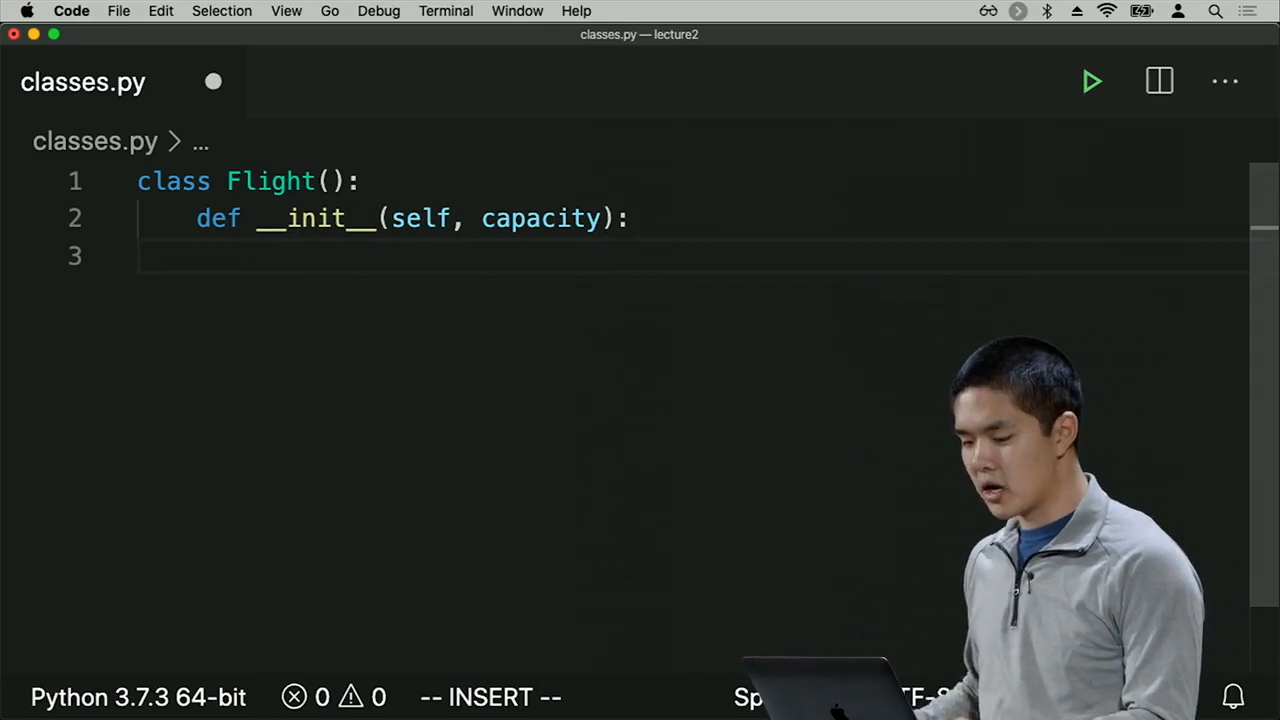 Code File Edit Selection View Go Debug Terminal Window Help
classes.py — lecture2
classes.py
classes.py > ...
1 class Flight():
2 def __init__(self, capacity):
3
Python 3.7.3 64-bit 0 0 -- INSERT --